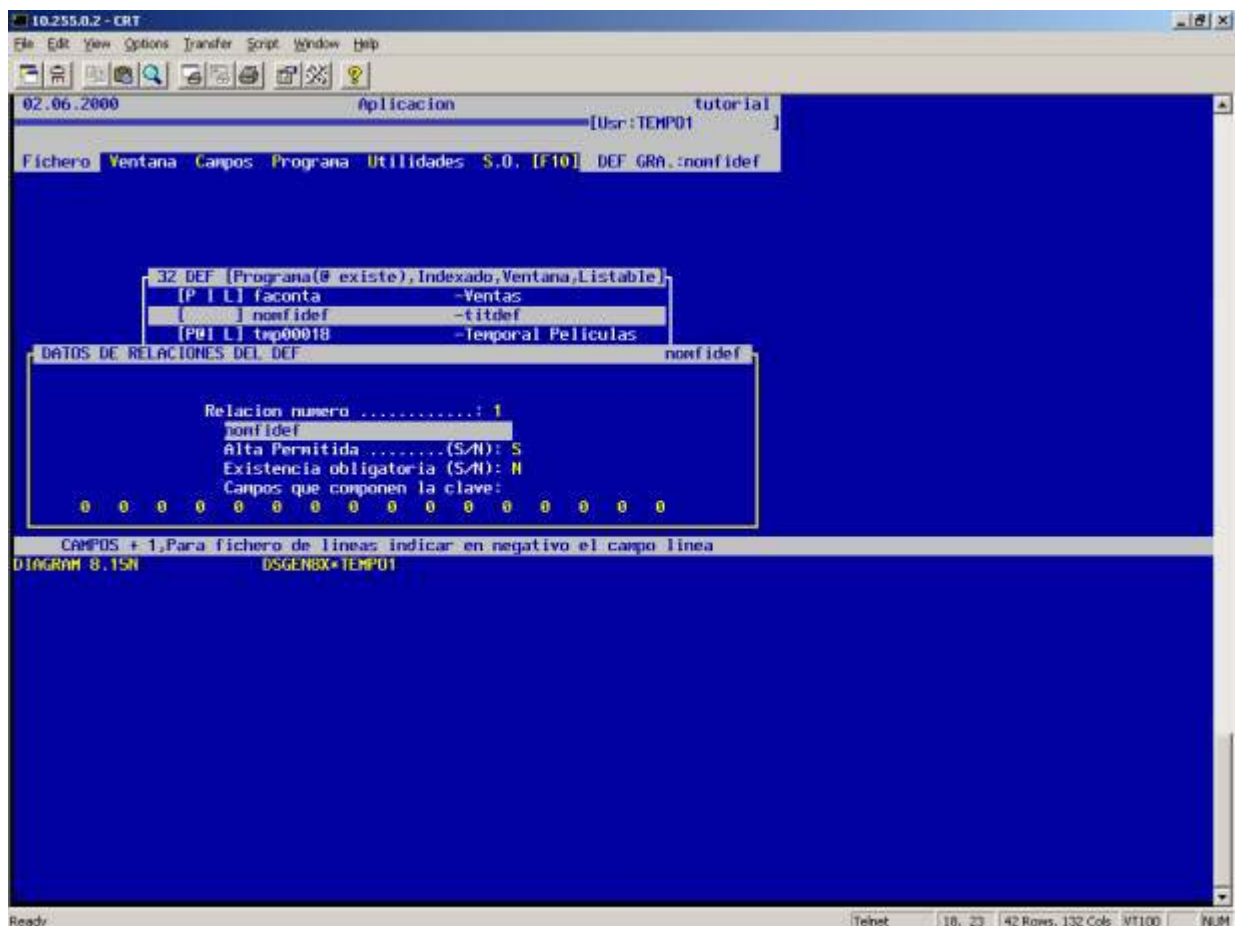 10.255.0.2 - CRT
File Edit View Options Transfer Script Window Help
02.06.2000 Aplicacion tutorial
[Usr:TEMPO1 ]
Fichero Ventana Campos Programa Utilidades S.O. [F10] DEF GRA.:nomfidef
32 DEF [Programa(@ existe),Indexado,Ventana,Listable]
[P I L] faconta -Ventas
[ ] nomfidef -titdef
[P@I L] tmp00018 -Temporal Peliculas
DATOS DE RELACIONES DEL DEF nomfidef
Relacion numero ............: 1
nomfidef
Alta Permitida ........(S/N): S
Existencia obligatoria (S/N): N
Campos que componen la clave:
0 0 0 0 0 0 0 0 0 0 0 0 0 0 0 0
CAMPOS + 1,Para fichero de lineas indicar en negativo el campo linea
DIAGRAM 8.15N DSGEN8X*TEMPO1
Ready Telnet 18, 23 42 Rows, 132 Cols VT100 NUM